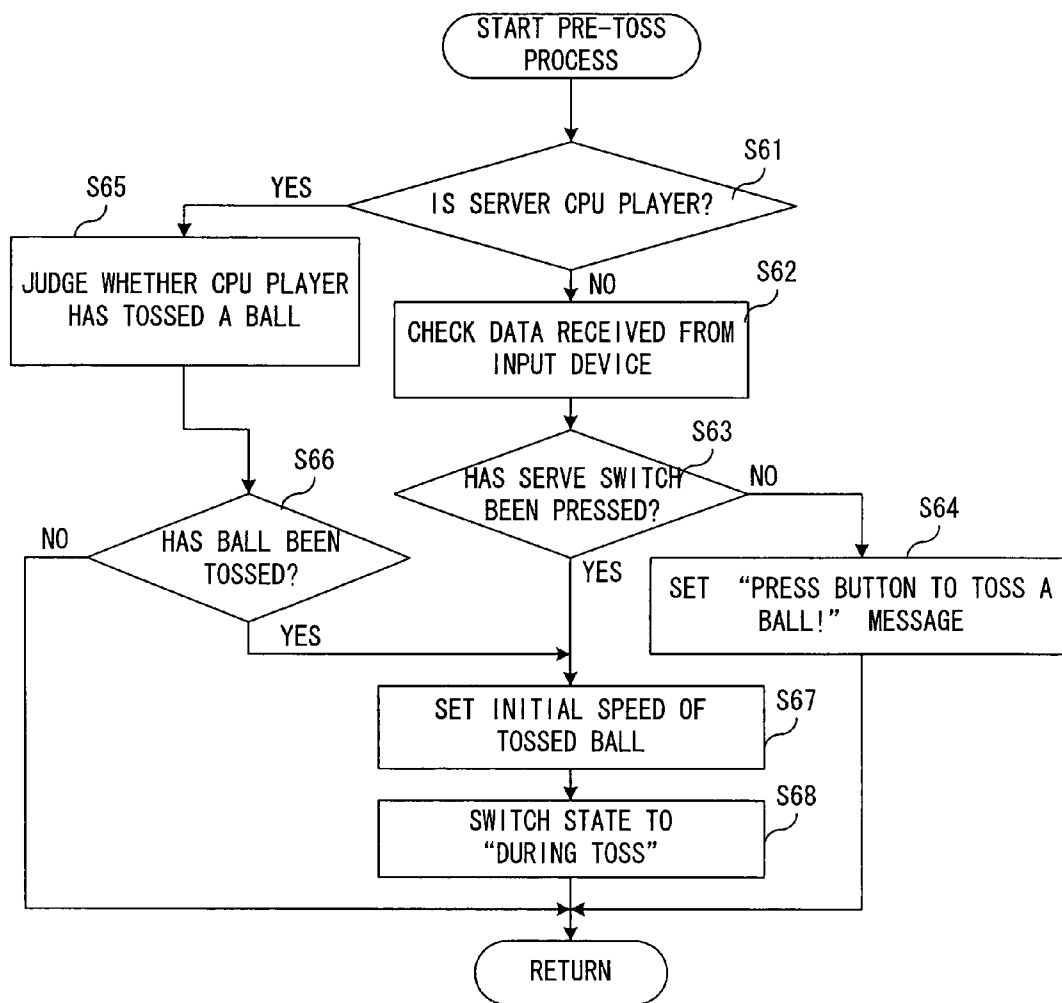 START PRE-TOSS
PROCESS
S61
IS SERVER CPU PLAYER?
YES
NO
S65
JUDGE WHETHER CPU PLAYER
HAS TOSSED A BALL
S62
CHECK DATA RECEIVED FROM
INPUT DEVICE
S63
HAS SERVE SWITCH
BEEN PRESSED?
NO
YES
S66
HAS BALL BEEN
TOSSED?
NO
YES
S64
SET “PRESS BUTTON TO TOSS A
BALL!” MESSAGE
S67
SET INITIAL SPEED OF
TOSSED BALL
S68
SWITCH STATE TO
“DURING TOSS”
RETURN